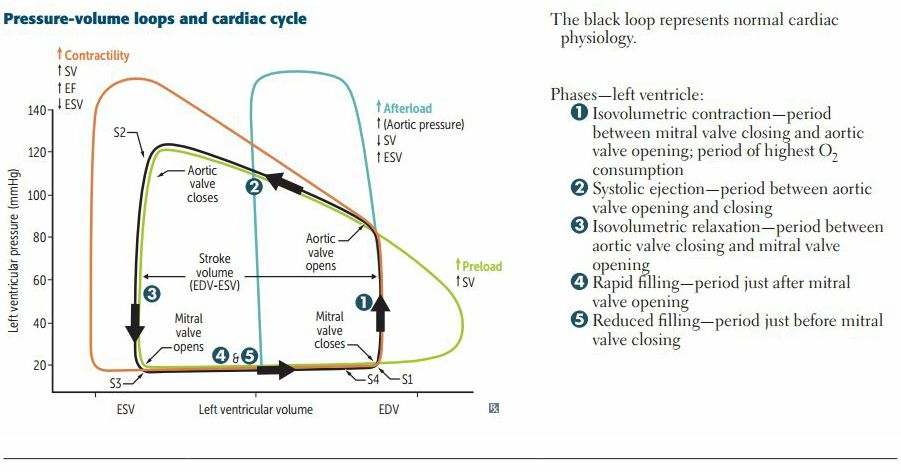 Pressure-volume loops and cardiac cycle
↑ Contractility
↑ SV
↑ EF
↓ ESV
↑ Afterload
↑ (Aortic pressure)
↓ SV
↑ ESV
↑ Preload
↑ SV
Left ventricular pressure (mmHg)
140
120
100
80
60
40
20
S2
Aortic
valve
closes
2
Aortic
valve
opens
Stroke
volume
(EDV-ESV)
3
1
Mitral
valve
opens
4 & 5
Mitral
valve
closes
S3
S4
S1
ESV
Left ventricular volume
EDV
Rx
The black loop represents normal cardiac
physiology.
Phases—left ventricle:
1 Isovolumetric contraction—period
between mitral valve closing and aortic
valve opening; period of highest O2
consumption
2 Systolic ejection—period between aortic
valve opening and closing
3 Isovolumetric relaxation—period between
aortic valve closing and mitral valve
opening
4 Rapid filling—period just after mitral
valve opening
5 Reduced filling—period just before mitral
valve closing